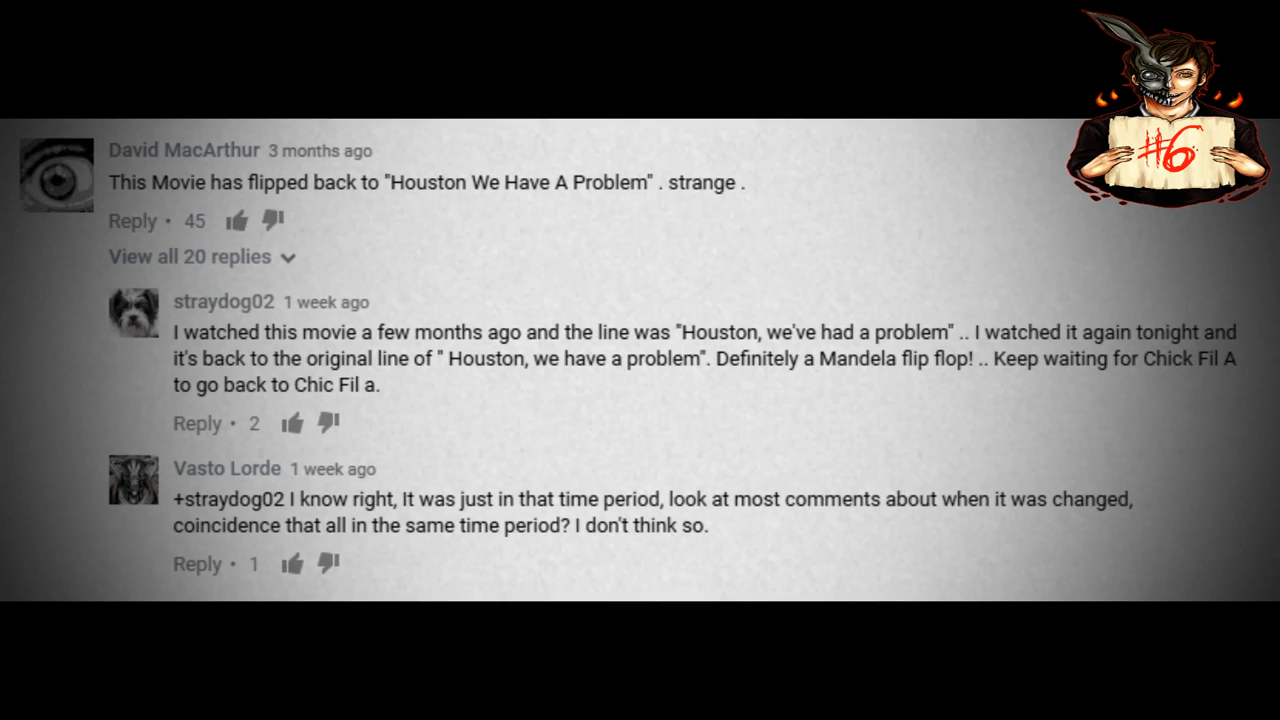 #6
David MacArthur 3 months ago
This Movie has flipped back to "Houston We Have A Problem" . strange .
Reply • 45
View all 20 replies
straydog02 1 week ago
I watched this movie a few months ago and the line was "Houston, we've had a problem" .. I watched it again tonight and
it's back to the original line of " Houston, we have a problem". Definitely a Mandela flip flop! .. Keep waiting for Chick Fil A
to go back to Chic Fil a.
Reply • 2
Vasto Lorde 1 week ago
+straydog02 I know right, It was just in that time period, look at most comments about when it was changed,
coincidence that all in the same time period? I don't think so.
Reply • 1